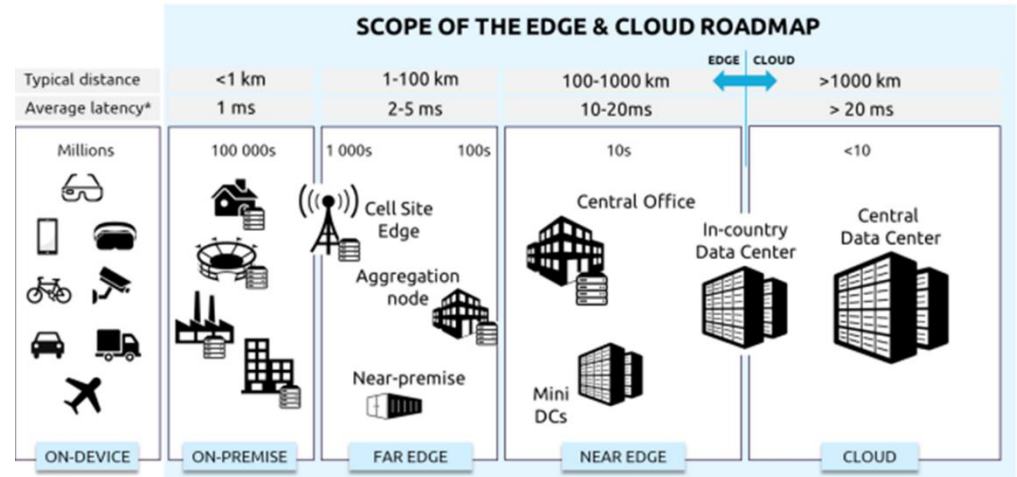 SCOPE OF THE EDGE & CLOUD ROADMAP
EDGE CLOUD
Typical distance <1 km 1-100 km 100-1000 km >1000 km
Average latency* 1 ms 2-5 ms 10-20ms > 20 ms
Millions 100 000s 1 000s 100s 10s <10
Cell Site
Edge
Aggregation
node
Near-premise
Central Office
Mini
DCs
In-country
Data Center
Central
Data Center
ON-DEVICE ON-PREMISE FAR EDGE NEAR EDGE CLOUD